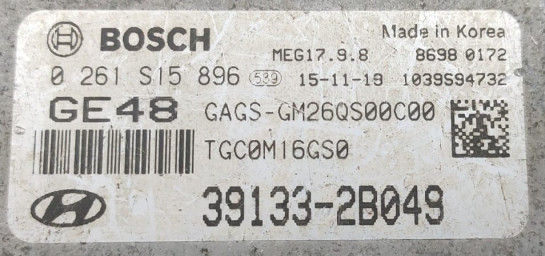 BOSCH Made in Korea
MEG17.9.8 8698 0172
0 261 S15 896 539 15-11-19 1039S94732
GE48 GAGS-GM26QS00C00
TGC0M16GS0
39133-2B049